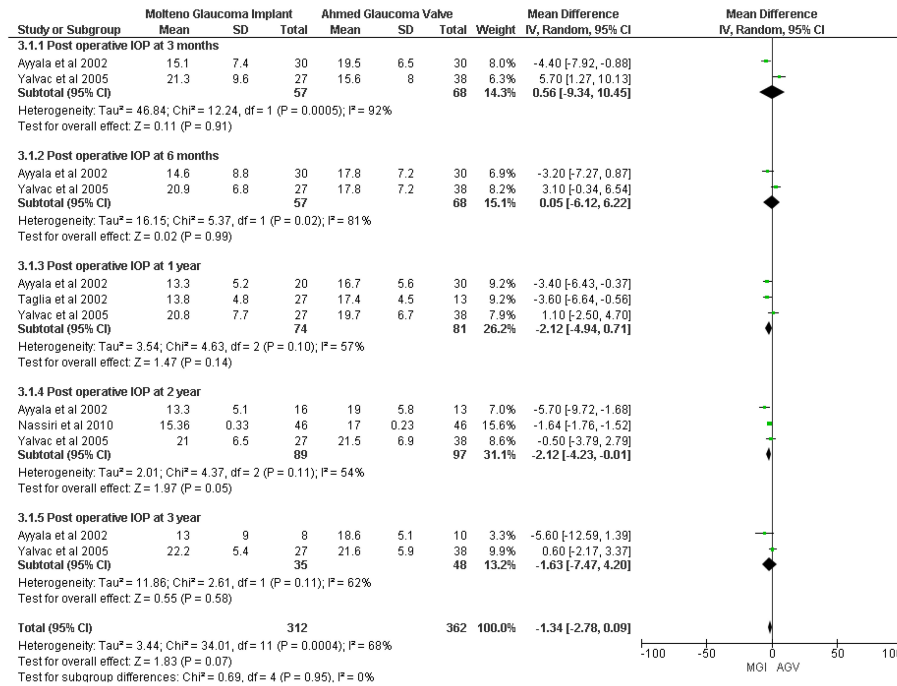 Molteno Glaucoma Implant Ahmed Glaucoma Valve Mean Difference Mean Difference
Study or Subgroup Mean SD Total Mean SD Total Weight IV, Random, 95% CI IV, Random, 95% CI
3.1.1 Post operative IOP at 3 months
Ayyala et al 2002 15.1 7.4 30 19.5 6.5 30 8.0% -4.40 [-7.92, -0.88]
Yalvac et al 2005 21.3 9.6 27 15.6 8 38 6.3% 5.70 [1.27, 10.13]
Subtotal (95% CI) 57 68 14.3% 0.56 [-9.34, 10.45]
Heterogeneity: Tau² = 46.84; Chi² = 12.24, df = 1 (P = 0.0005); I² = 92%
Test for overall effect: Z = 0.11 (P = 0.91)
3.1.2 Post operative IOP at 6 months
Ayyala et al 2002 14.6 8.8 30 17.8 7.2 30 6.9% -3.20 [-7.27, 0.87]
Yalvac et al 2005 20.9 6.8 27 17.8 7.2 38 8.2% 3.10 [-0.34, 6.54]
Subtotal (95% CI) 57 68 15.1% 0.05 [-6.12, 6.22]
Heterogeneity: Tau² = 16.15; Chi² = 5.37, df = 1 (P = 0.02); I² = 81%
Test for overall effect: Z = 0.02 (P = 0.99)
3.1.3 Post operative IOP at 1 year
Ayyala et al 2002 13.3 5.2 20 16.7 5.6 30 9.2% -3.40 [-6.43, -0.37]
Taglia et al 2002 13.8 4.8 27 17.4 4.5 13 9.2% -3.60 [-6.64, -0.56]
Yalvac et al 2005 20.8 7.7 27 19.7 6.7 38 7.9% 1.10 [-2.50, 4.70]
Subtotal (95% CI) 74 81 26.2% -2.12 [-4.94, 0.71]
Heterogeneity: Tau² = 3.54; Chi² = 4.63, df = 2 (P = 0.10); I² = 57%
Test for overall effect: Z = 1.47 (P = 0.14)
3.1.4 Post operative IOP at 2 year
Ayyala et al 2002 13.3 5.1 16 19 5.8 13 7.0% -5.70 [-9.72, -1.68]
Nassiri et al 2010 15.36 0.33 46 17 0.23 46 15.6% -1.64 [-1.76, -1.52]
Yalvac et al 2005 21 6.5 27 21.5 6.9 38 8.6% -0.50 [-3.79, 2.79]
Subtotal (95% CI) 89 97 31.1% -2.12 [-4.23, -0.01]
Heterogeneity: Tau² = 2.01; Chi² = 4.37, df = 2 (P = 0.11); I² = 54%
Test for overall effect: Z = 1.97 (P = 0.05)
3.1.5 Post operative IOP at 3 year
Ayyala et al 2002 13 9 8 18.6 5.1 10 3.3% -5.60 [-12.59, 1.39]
Yalvac et al 2005 22.2 5.4 27 21.6 5.9 38 9.9% 0.60 [-2.17, 3.37]
Subtotal (95% CI) 35 48 13.2% -1.63 [-7.47, 4.20]
Heterogeneity: Tau² = 11.86; Chi² = 2.61, df = 1 (P = 0.11); I² = 62%
Test for overall effect: Z = 0.55 (P = 0.58)
Total (95% CI) 312 362 100.0% -1.34 [-2.78, 0.09]
Heterogeneity: Tau² = 3.44; Chi² = 34.01, df = 11 (P = 0.0004); I² = 68%
Test for overall effect: Z = 1.83 (P = 0.07)
Test for subgroup differences: Chi² = 0.69, df = 4 (P = 0.95), I² = 0%
-100 -50 0 50 100
MGI AGV